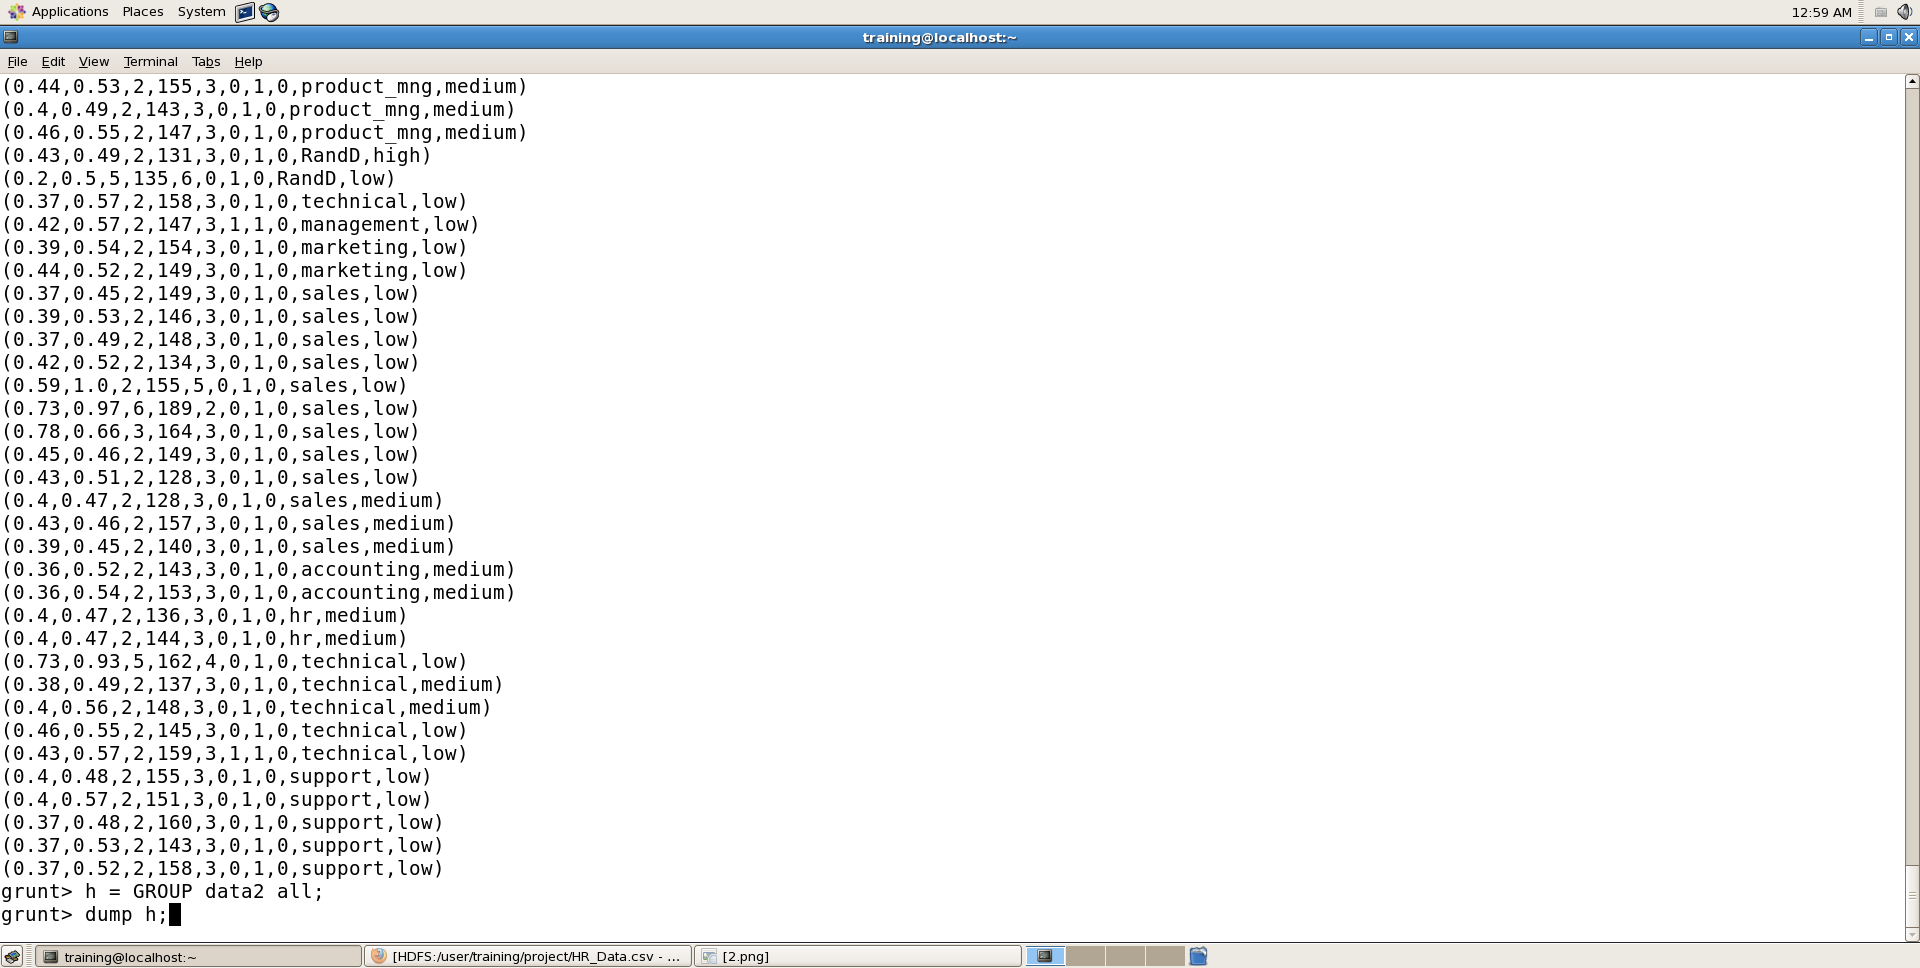 Applications Places System 12:59 AM
training@localhost:~
File Edit View Terminal Tabs Help
(0.44,0.53,2,155,3,0,1,0,product_mng,medium)
(0.4,0.49,2,143,3,0,1,0,product_mng,medium)
(0.46,0.55,2,147,3,0,1,0,product_mng,medium)
(0.43,0.49,2,131,3,0,1,0,RandD,high)
(0.2,0.5,5,135,6,0,1,0,RandD,low)
(0.37,0.57,2,158,3,0,1,0,technical,low)
(0.42,0.57,2,147,3,1,1,0,management,low)
(0.39,0.54,2,154,3,0,1,0,marketing,low)
(0.44,0.52,2,149,3,0,1,0,marketing,low)
(0.37,0.45,2,149,3,0,1,0,sales,low)
(0.39,0.53,2,146,3,0,1,0,sales,low)
(0.37,0.49,2,148,3,0,1,0,sales,low)
(0.42,0.52,2,134,3,0,1,0,sales,low)
(0.59,1.0,2,155,5,0,1,0,sales,low)
(0.73,0.97,6,189,2,0,1,0,sales,low)
(0.78,0.66,3,164,3,0,1,0,sales,low)
(0.45,0.46,2,149,3,0,1,0,sales,low)
(0.43,0.51,2,128,3,0,1,0,sales,low)
(0.4,0.47,2,128,3,0,1,0,sales,medium)
(0.43,0.46,2,157,3,0,1,0,sales,medium)
(0.39,0.45,2,140,3,0,1,0,sales,medium)
(0.36,0.52,2,143,3,0,1,0,accounting,medium)
(0.36,0.54,2,153,3,0,1,0,accounting,medium)
(0.4,0.47,2,136,3,0,1,0,hr,medium)
(0.4,0.47,2,144,3,0,1,0,hr,medium)
(0.73,0.93,5,162,4,0,1,0,technical,low)
(0.38,0.49,2,137,3,0,1,0,technical,medium)
(0.4,0.56,2,148,3,0,1,0,technical,medium)
(0.46,0.55,2,145,3,0,1,0,technical,low)
(0.43,0.57,2,159,3,1,1,0,technical,low)
(0.4,0.48,2,155,3,0,1,0,support,low)
(0.4,0.57,2,151,3,0,1,0,support,low)
(0.37,0.48,2,160,3,0,1,0,support,low)
(0.37,0.53,2,143,3,0,1,0,support,low)
(0.37,0.52,2,158,3,0,1,0,support,low)
grunt> h = GROUP data2 all;
grunt> dump h;
training@localhost:~ [HDFS:/user/training/project/HR_Data.csv - ... [2.png]